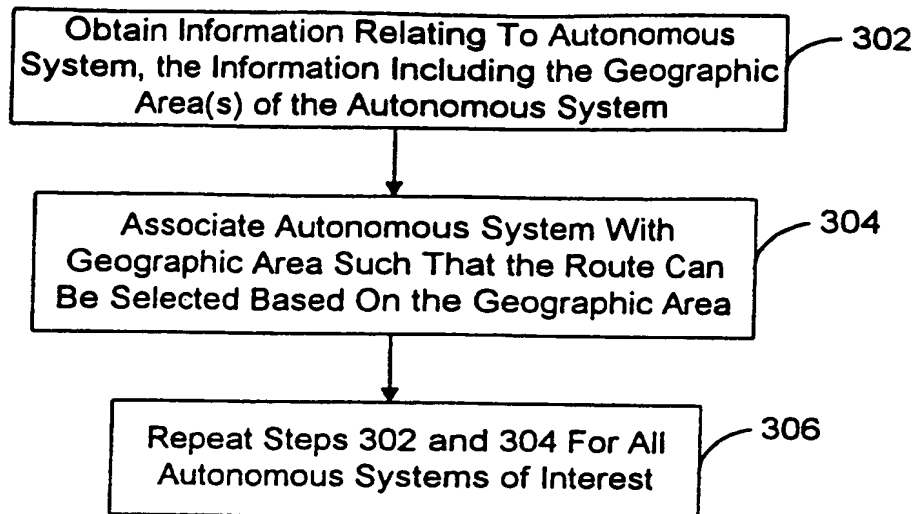 Obtain Information Relating To Autonomous
System, the Information Including the Geographic
Area(s) of the Autonomous System
302
Associate Autonomous System With
Geographic Area Such That the Route Can
Be Selected Based On the Geographic Area
304
Repeat Steps 302 and 304 For All
Autonomous Systems of Interest
306